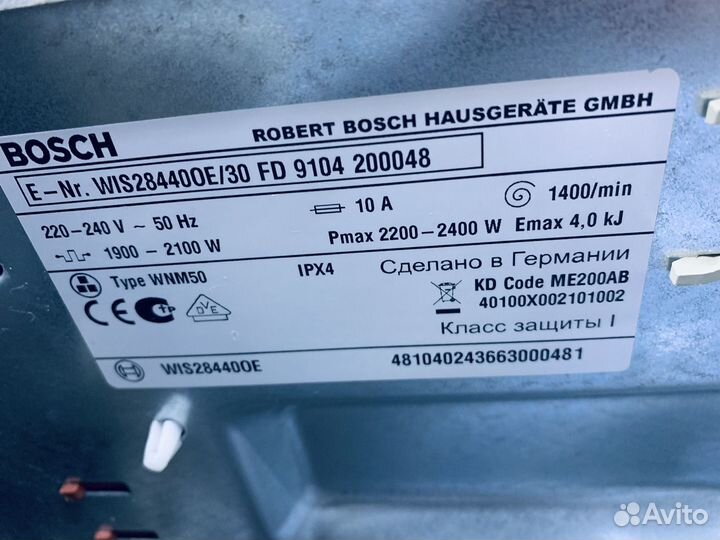 BOSCH
ROBERT BOSCH HAUSGERÄTE GMBH
E-Nr. WIS28440OE/30 FD 9104 200048
220-240 V ~ 50 Hz
10 A
1400/min
1900 - 2100 W
Pmax 2200-2400 W Emax 4,0 kJ
Type WNM50
IPX4
Сделано в Германии
KD Code ME200AB
40100X002101002
CE
DVE
Класс защиты I
WIS28440OE
481040243663000481
Avito